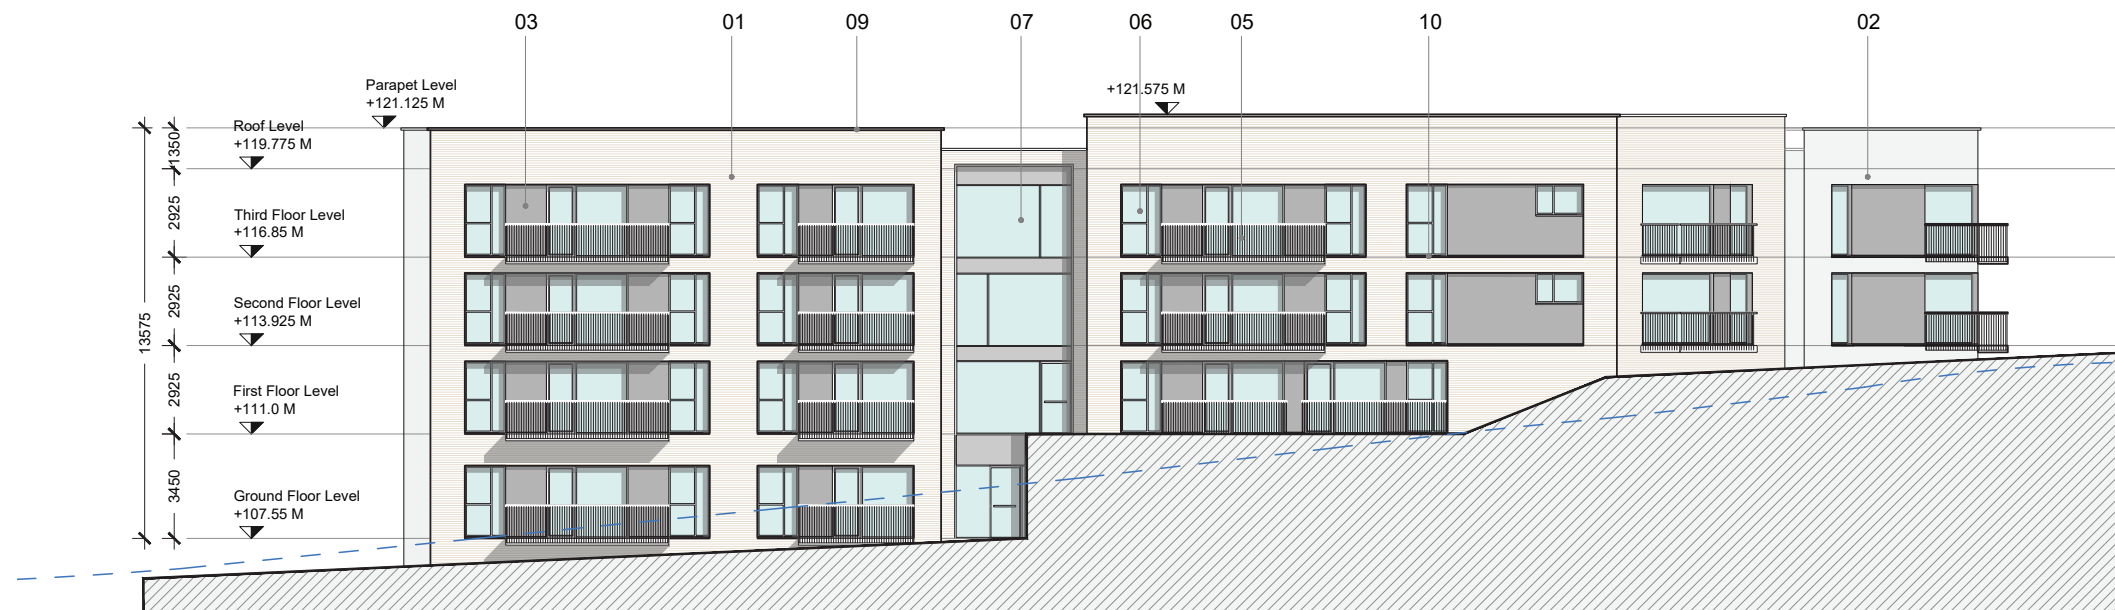 03
01
09
07
06
05
10
02
Parapet Level
+121.125 M
+121.575 M
Roof Level
+119.775 M
Third Floor Level
+116.85 M
Second Floor Level
+113.925 M
First Floor Level
+111.0 M
Ground Floor Level
+107.55 M
1350
2925
2925
2925
3450
13575